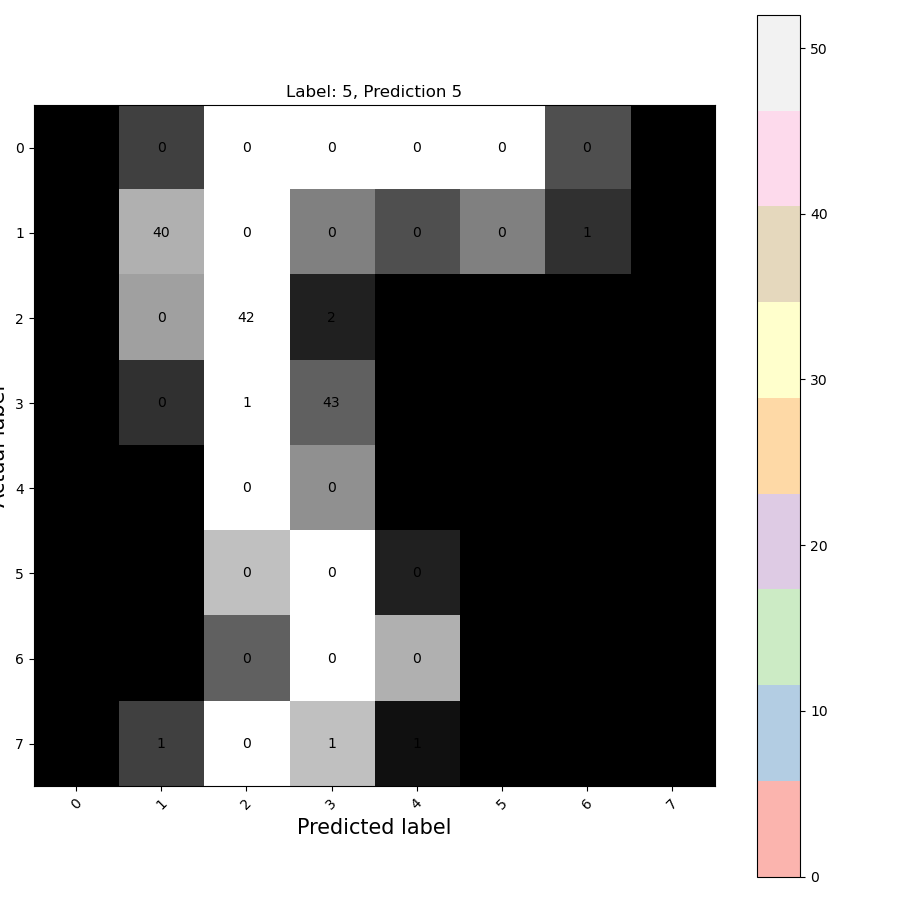 Label: 5, Prediction 5
0 0 0 0 0 0 0
1 40 0 0 0 0 1
2 0 42 2
3 0 1 43
4 0 0
5 0 0 0
6 0 0 0
7 1 0 1 1
0 1 2 3 4 5 6 7
Predicted label
Actual label
50
40
30
20
10
0